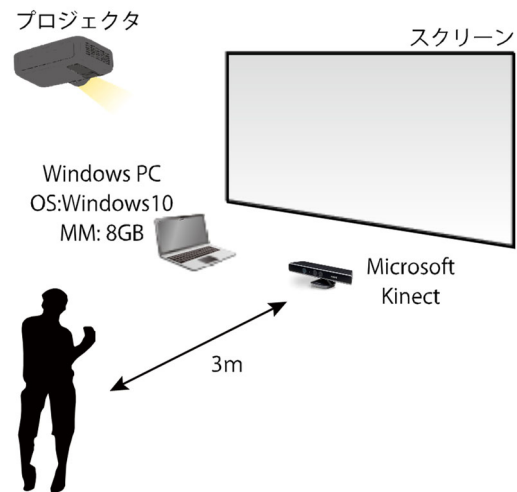 プロジェクタ
スクリーン
Windows PC
OS:Windows10
MM: 8GB
Microsoft
Kinect
3m